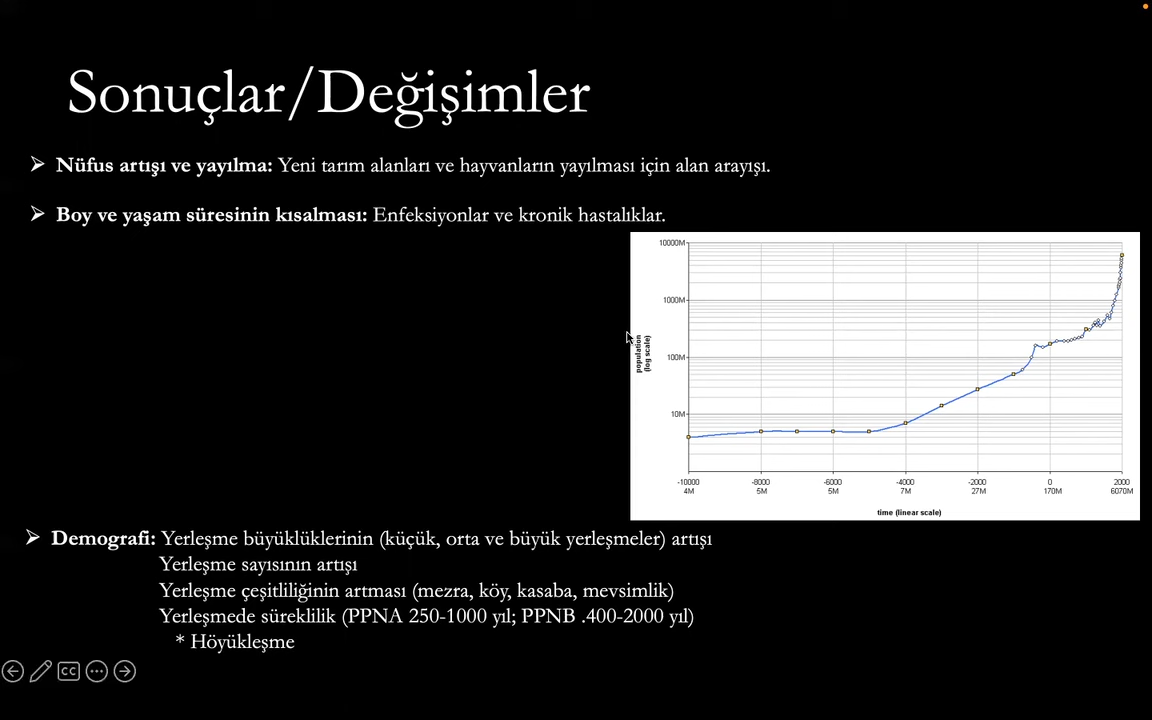 Sonuçlar/Değişimler
➢ Nüfus artışı ve yayılma: Yeni tarım alanları ve hayvanların yayılması için alan arayışı.
➢ Boy ve yaşam süresinin kısalması: Enfeksiyonlar ve kronik hastalıklar.
10000M
1000M
100M
10M
population
(log scale)
-10000 -8000 -6000 -4000 -2000 0 2000
4M 5M 5M 7M 27M 170M 6070M
time (linear scale)
➢ Demografi: Yerleşme büyüklüklerinin (küçük, orta ve büyük yerleşmeler) artışı
Yerleşme sayısının artışı
Yerleşme çeşitliliğinin artması (mezra, köy, kasaba, mevsimlik)
Yerleşmede süreklilik (PPNA 250-1000 yıl; PPNB .400-2000 yıl)
* Höyükleşme
CC